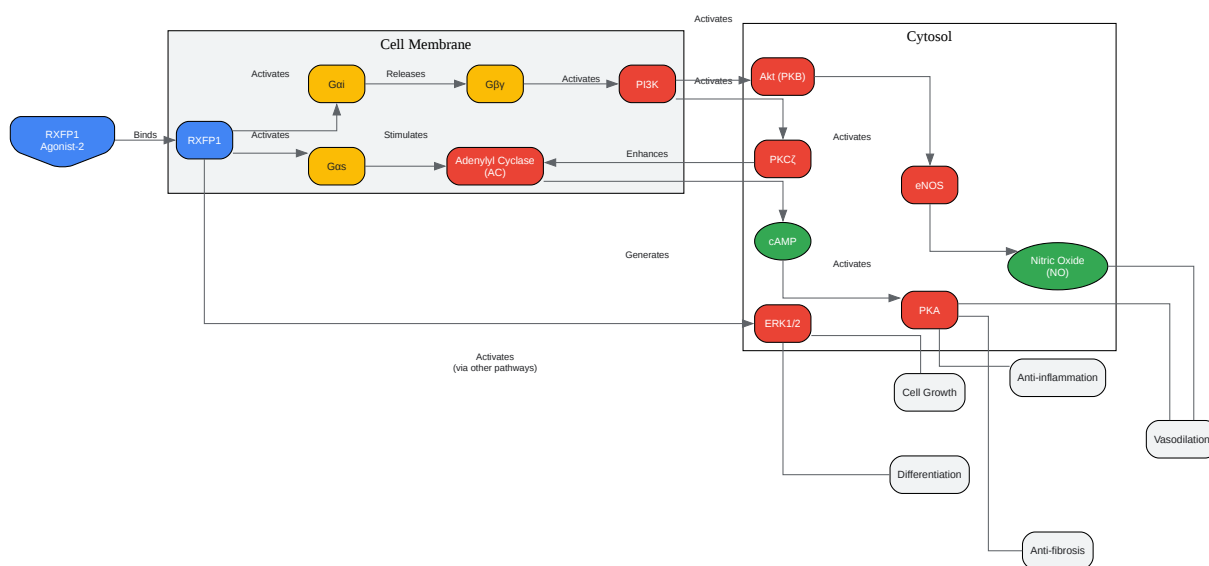 Activates
Cell Membrane
Cytosol
Activates
Releases
Activates
Activates
Gαi
Gβγ
PI3K
Akt (PKB)
RXFP1
Agonist-2
Binds
RXFP1
Activates
Stimulates
Activates
Gαs
Adenylyl Cyclase
(AC)
Enhances
PKCζ
eNOS
cAMP
Generates
Activates
Nitric Oxide
(NO)
PKA
ERK1/2
Activates
(via other pathways)
Anti-inflammation
Cell Growth
Vasodilation
Differentiation
Anti-fibrosis